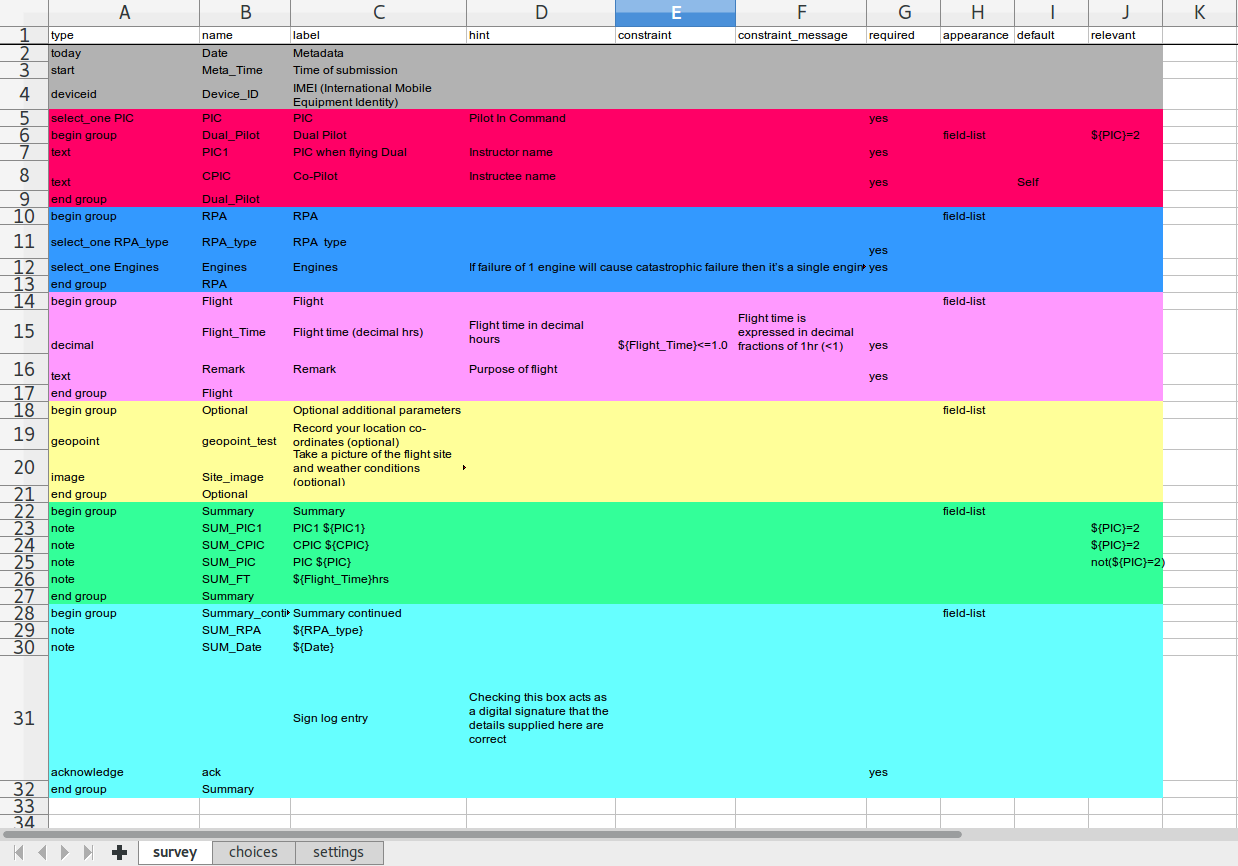 A B C D E F G H I J K
1 type name label hint constraint constraint_message required appearance default relevant
2 today Date Metadata
3 start Meta_Time Time of submission
4 deviceid Device_ID IMEI (International Mobile
Equipment Identity)
5 select_one PIC PIC PIC Pilot In Command yes
6 begin group Dual_Pilot Dual Pilot field-list ${PIC}=2
7 text PIC1 PIC when flying Dual Instructor name yes
8 CPIC Co-Pilot Instructee name
text yes Self
9 end group Dual_Pilot
10 begin group RPA RPA field-list
11 select_one RPA_type RPA_type RPA type
yes
12 select_one Engines Engines Engines If failure of 1 engine will cause catastrophic failure then it's a single engin yes
13 end group RPA
14 begin group Flight Flight field-list
15 decimal Flight_Time Flight time (decimal hrs) Flight time in decimal
hours ${Flight_Time}<=1.0 Flight time is
expressed in decimal
fractions of 1hr (<1) yes
16 Remark Remark Purpose of flight
text yes
17 end group Flight
18 begin group Optional Optional additional parameters field-list
19 geopoint geopoint_test Record your location co-
ordinates (optional)
20 image Site_image Take a picture of the flight site
and weather conditions
(optional)
21 end group Optional
22 begin group Summary Summary field-list
23 note SUM_PIC1 PIC1 ${PIC1} ${PIC}=2
24 note SUM_CPIC CPIC ${CPIC} ${PIC}=2
25 note SUM_PIC PIC ${PIC} not(${PIC}=2)
26 note SUM_FT ${Flight_Time}hrs
27 end group Summary
28 begin group Summary_conti Summary continued field-list
29 note SUM_RPA ${RPA_type}
30 note SUM_Date ${Date}
31 Sign log entry Checking this box acts as
a digital signature that the
details supplied here are
correct
acknowledge ack yes
32 end group Summary
33
34
survey choices settings